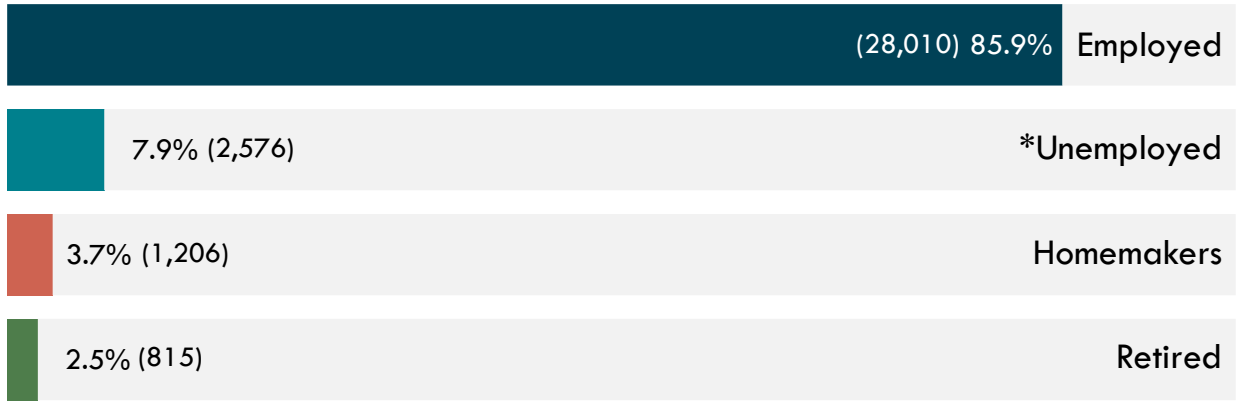 (28,010) 85.9% Employed
7.9% (2,576) *Unemployed
3.7% (1,206) Homemakers
2.5% (815) Retired